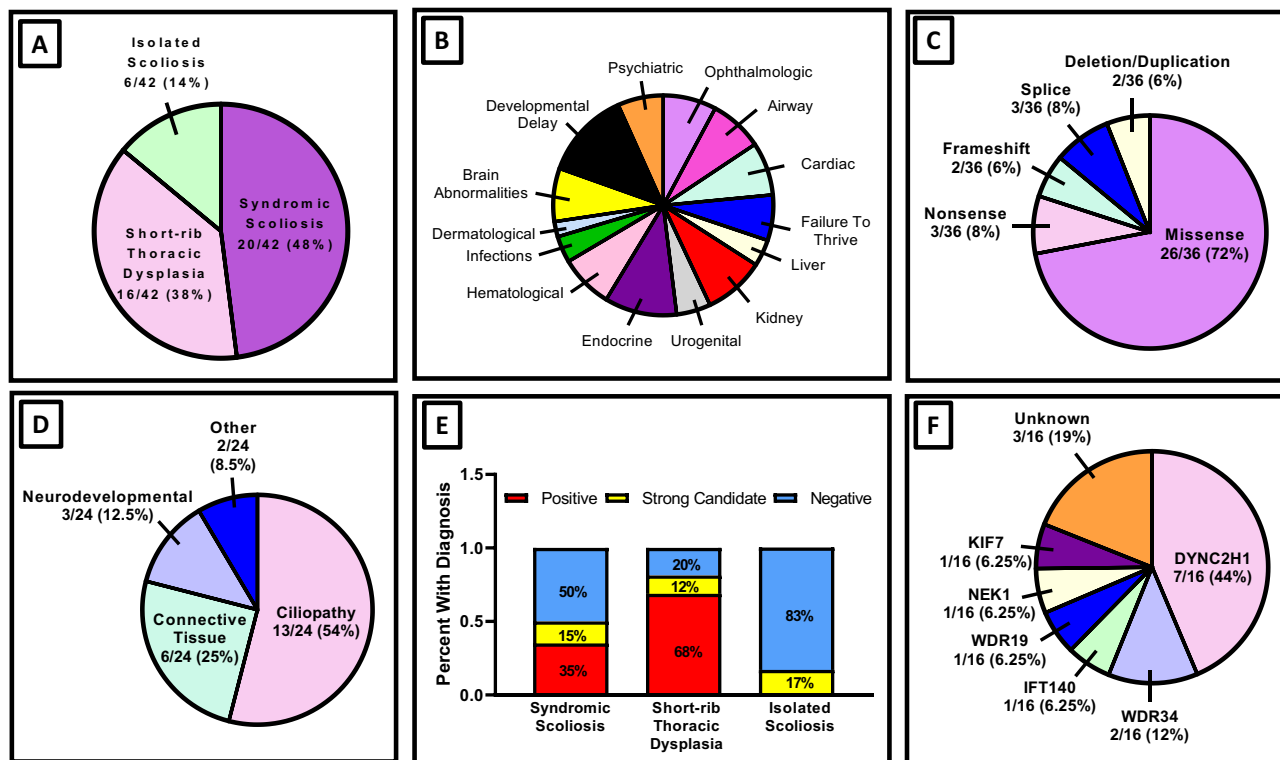 A
Isolated
Scoliosis
6/42 (14%)
Syndromic
Scoliosis
20/42 (48%)
Short-rib
Thoracic
Dysplasia
16/42 (38%)
B
Psychiatric
Ophthalmologic
Airway
Cardiac
Failure To
Thrive
Liver
Kidney
Urogenital
Endocrine
Hematological
Infections
Dermatological
Brain
Abnormalities
Developmental
Delay
C
Deletion/Duplication
2/36 (6%)
Splice
3/36 (8%)
Frameshift
2/36 (6%)
Nonsense
3/36 (8%)
Missense
26/36 (72%)
D
Other
2/24
(8.5%)
Neurodevelopmental
3/24 (12.5%)
Connective
Tissue
6/24 (25%)
Ciliopathy
13/24 (54%)
E
Percent With Diagnosis
1.5
1.0
0.5
0.0
Positive
Strong Candidate
Negative
50%
15%
35%
20%
12%
68%
83%
17%
Syndromic
Scoliosis
Short-rib
Thoracic
Dysplasia
Isolated
Scoliosis
F
Unknown
3/16 (19%)
KIF7
1/16 (6.25%)
NEK1
1/16 (6.25%)
WDR19
1/16 (6.25%)
IFT140
1/16 (6.25%)
WDR34
2/16 (12%)
DYNC2H1
7/16 (44%)